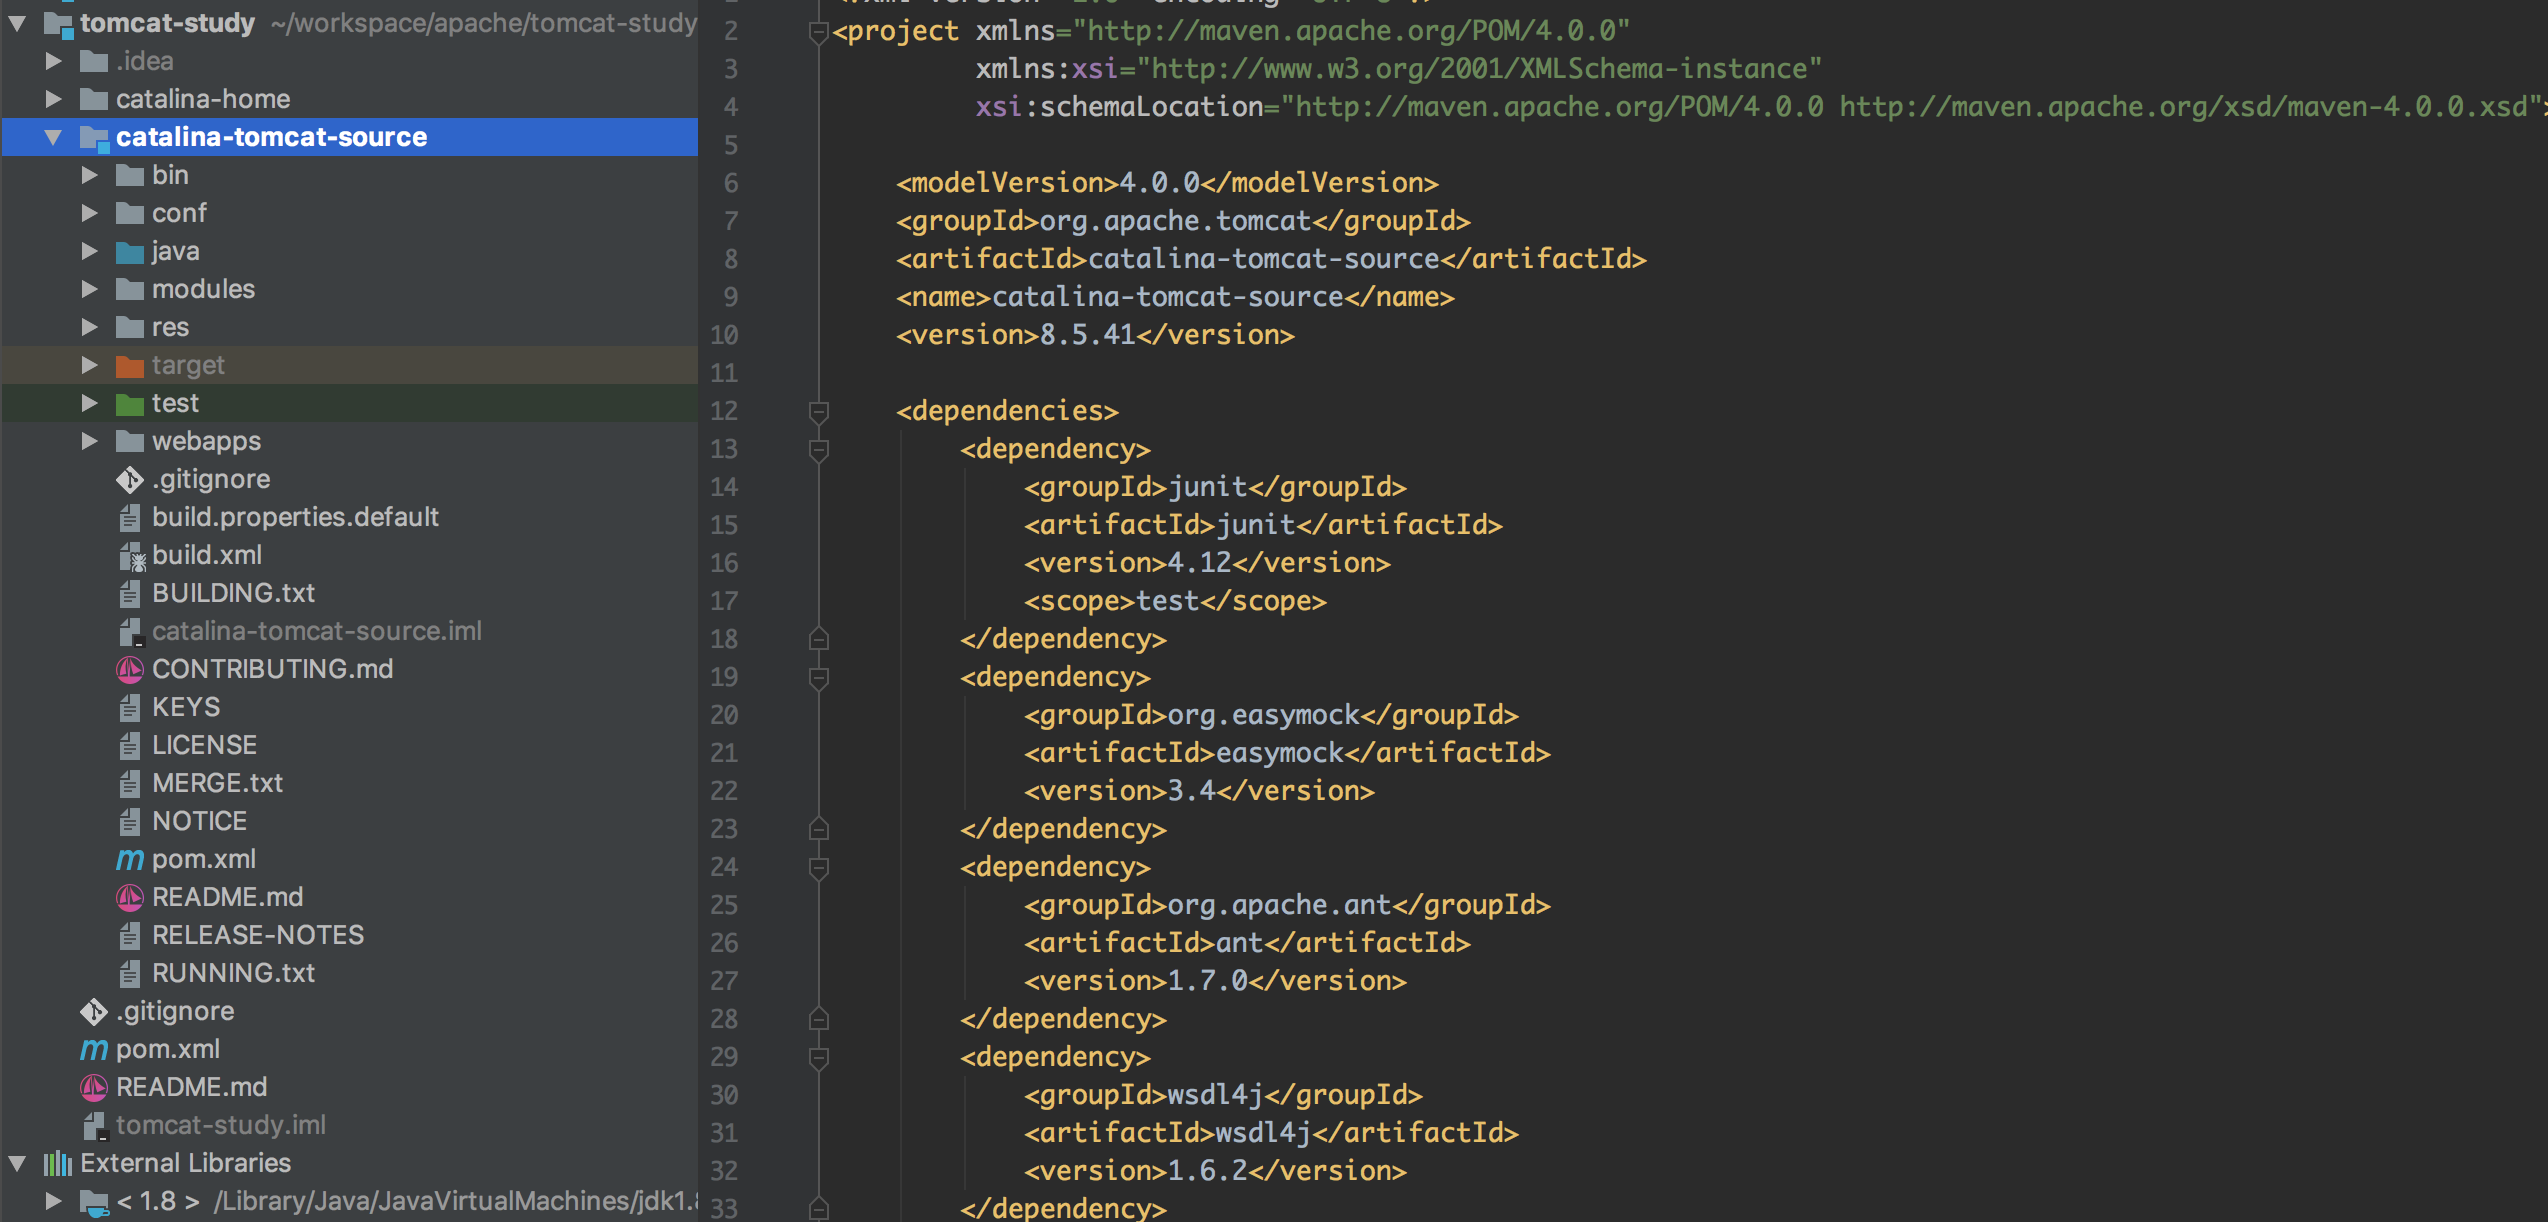 tomcat-study ~/workspace/apache/tomcat-study
.idea
catalina-home
catalina-tomcat-source
bin
conf
java
modules
res
target
test
webapps
.gitignore
build.properties.default
build.xml
BUILDING.txt
catalina-tomcat-source.iml
CONTRIBUTING.md
KEYS
LICENSE
MERGE.txt
NOTICE
pom.xml
README.md
RELEASE-NOTES
RUNNING.txt
.gitignore
pom.xml
README.md
tomcat-study.iml
External Libraries
< 1.8 > /Library/Java/JavaVirtualMachines/jdk1.8
2 <project xmlns="http://maven.apache.org/POM/4.0.0"
3 xmlns:xsi="http://www.w3.org/2001/XMLSchema-instance"
4 xsi:schemaLocation="http://maven.apache.org/POM/4.0.0 http://maven.apache.org/xsd/maven-4.0.0.xsd">
5
6 <modelVersion>4.0.0</modelVersion>
7 <groupId>org.apache.tomcat</groupId>
8 <artifactId>catalina-tomcat-source</artifactId>
9 <name>catalina-tomcat-source</name>
10 <version>8.5.41</version>
11
12 <dependencies>
13 <dependency>
14 <groupId>junit</groupId>
15 <artifactId>junit</artifactId>
16 <version>4.12</version>
17 <scope>test</scope>
18 </dependency>
19 <dependency>
20 <groupId>org.easymock</groupId>
21 <artifactId>easymock</artifactId>
22 <version>3.4</version>
23 </dependency>
24 <dependency>
25 <groupId>org.apache.ant</groupId>
26 <artifactId>ant</artifactId>
27 <version>1.7.0</version>
28 </dependency>
29 <dependency>
30 <groupId>wsdl4j</groupId>
31 <artifactId>wsdl4j</artifactId>
32 <version>1.6.2</version>
33 </dependency>